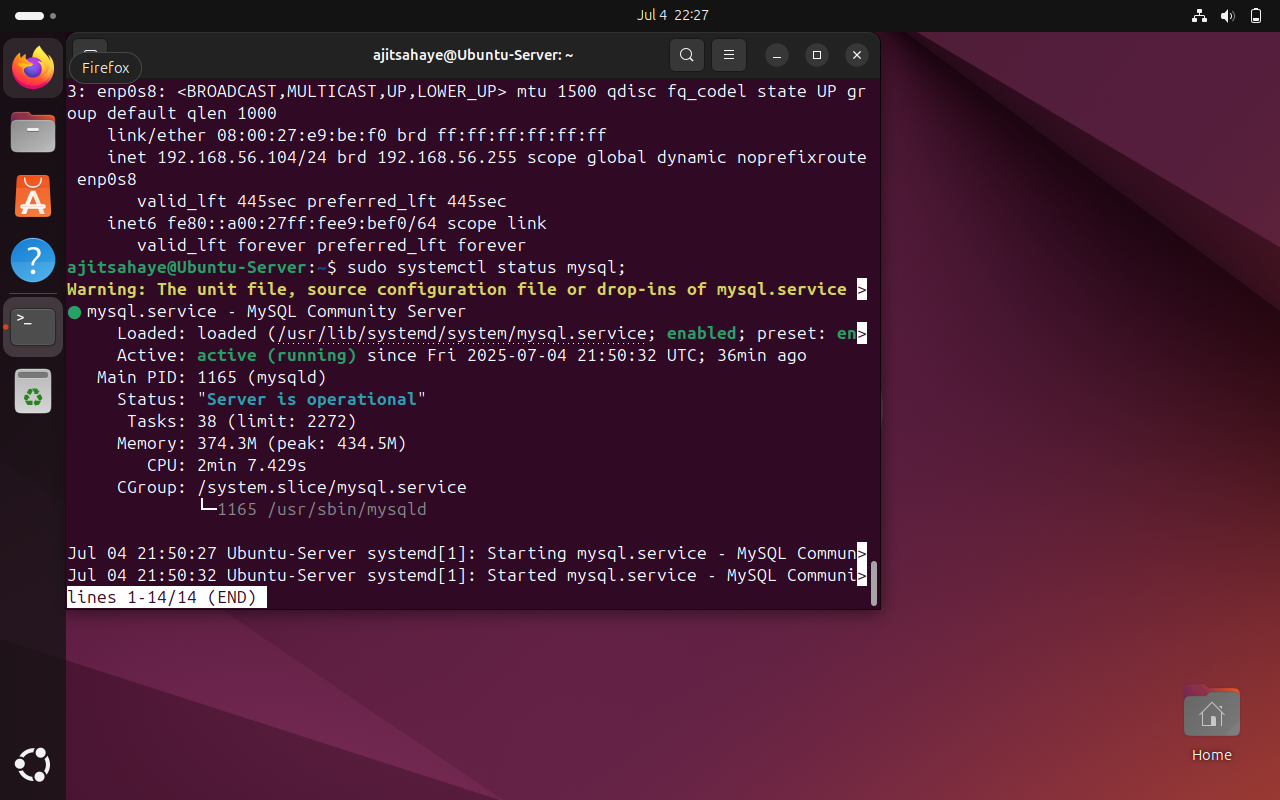 Jul 4 22:27
ajitsahaye@Ubuntu-Server: ~
Firefox
3: enp0s8: <BROADCAST,MULTICAST,UP,LOWER_UP> mtu 1500 qdisc fq_codel state UP gr
oup default qlen 1000
    link/ether 08:00:27:e9:be:f0 brd ff:ff:ff:ff:ff:ff
    inet 192.168.56.104/24 brd 192.168.56.255 scope global dynamic noprefixroute
 enp0s8
       valid_lft 445sec preferred_lft 445sec
    inet6 fe80::a00:27ff:fee9:bef0/64 scope link
       valid_lft forever preferred_lft forever
ajitsahaye@Ubuntu-Server:~$ sudo systemctl status mysql;
Warning: The unit file, source configuration file or drop-ins of mysql.service >
● mysql.service - MySQL Community Server
     Loaded: loaded (/usr/lib/systemd/system/mysql.service; enabled; preset: en>
     Active: active (running) since Fri 2025-07-04 21:50:32 UTC; 36min ago
   Main PID: 1165 (mysqld)
     Status: "Server is operational"
      Tasks: 38 (limit: 2272)
     Memory: 374.3M (peak: 434.5M)
        CPU: 2min 7.429s
     CGroup: /system.slice/mysql.service
             └─1165 /usr/sbin/mysqld
Jul 04 21:50:27 Ubuntu-Server systemd[1]: Starting mysql.service - MySQL Commun>
Jul 04 21:50:32 Ubuntu-Server systemd[1]: Started mysql.service - MySQL Communi>
lines 1-14/14 (END)
Home